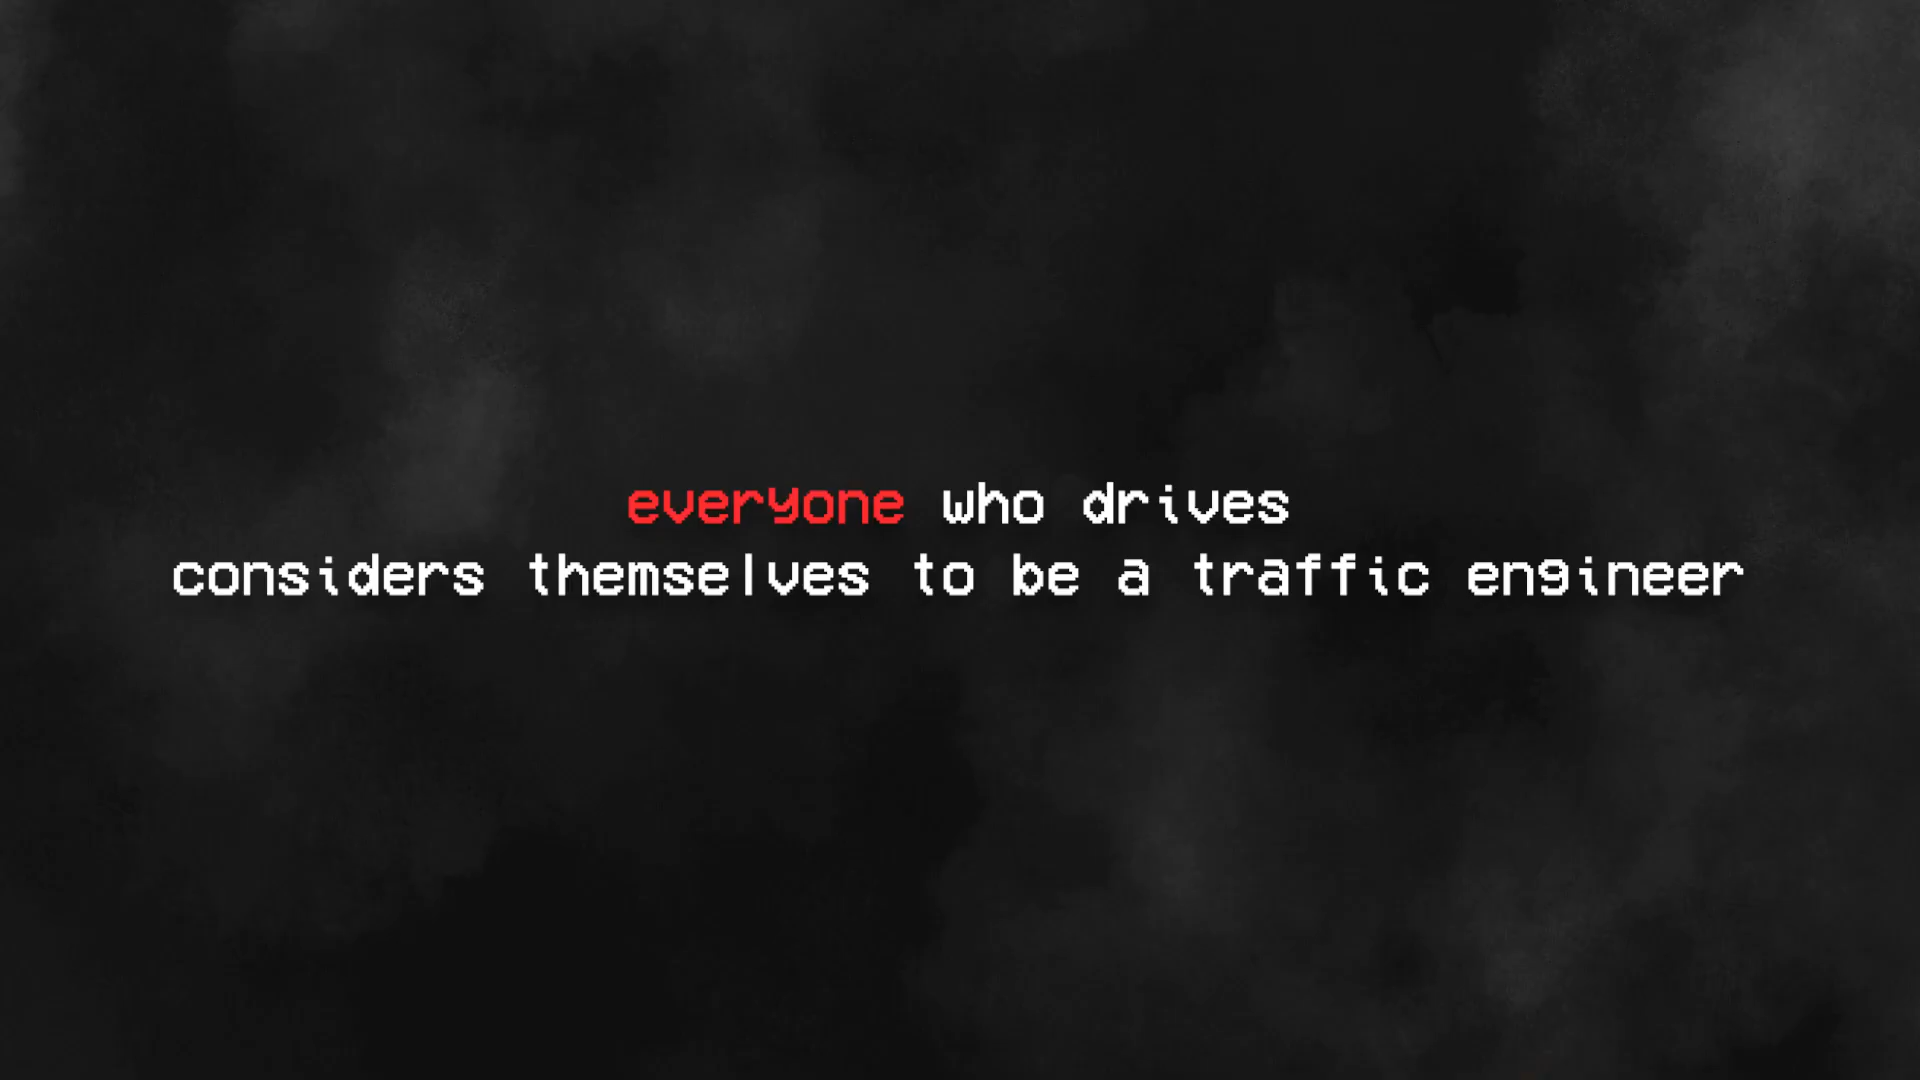 everyone who drives
considers themselves to be a traffic engineer